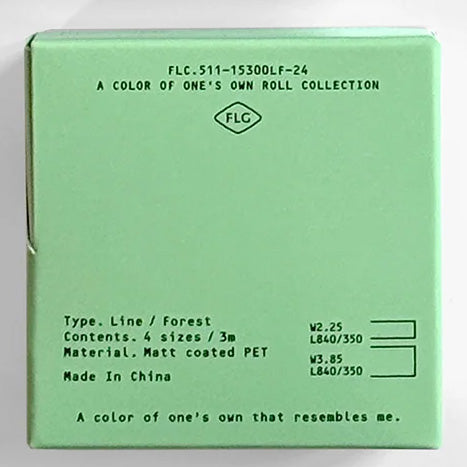 FLC.511-15300LF-24
A COLOR OF ONE'S OWN ROLL COLLECTION
FLG
Type. Line / Forest
Contents. 4 sizes / 3m
Material. Matt coated PET
Made In China
W2.25
L840/350
W3.85
L840/350
A color of one's own that resembles me.